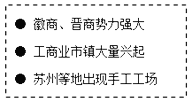 ● 徽商、晋商势力强大
● 工商业市镇大量兴起
● 苏州等地出现手工工场